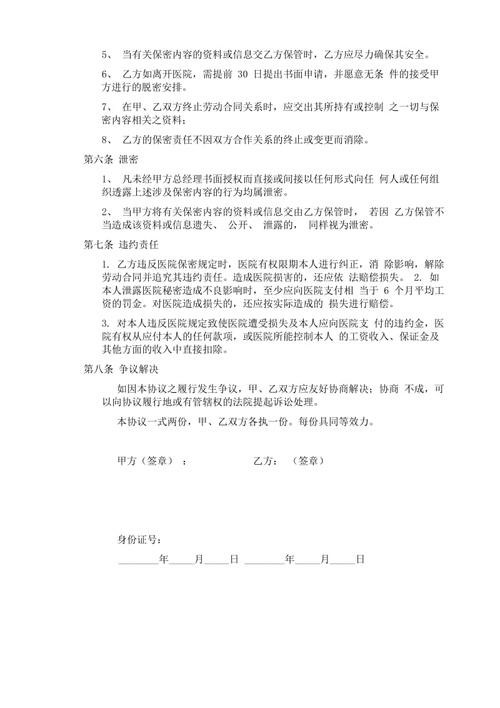 5、 当有关保密内容的资料或信息交乙方保管时，乙方应尽力确保其安全。
6、 乙方如离开医院，需提前 30 日提出书面申请，并愿意无条 件的接受甲
方进行的脱密安排。
7、 在甲、乙双方终止劳动合同关系时，应交出其所持有或控制 之一切与保
密内容相关之资料；
8、 乙方的保密责任不因双方合作关系的终止或变更而消除。
第六条 泄密
1、 凡未经甲方总经理书面授权而直接或间接以任何形式向任 何人或任何组
织透露上述涉及保密内容的行为均属泄密。
2、 当甲方将有关保密内容的资料或信息交由乙方保管时， 若因 乙方保管不
当造成该资料或信息遗失、 公开、 泄露的， 同样视为泄密。
第七条 违约责任
1. 乙方违反医院保密规定时，医院有权限期本人进行纠正，消 除影响，解除
劳动合同并追究其违约责任。造成医院损害的，还应依 法赔偿损失。 2. 如
本人泄露医院秘密造成不良影响时，至少应向医院支付相 当于 6 个月平均工
资的罚金。对医院造成损失的，还应按实际造成的 损失进行赔偿。
3. 对本人违反医院规定致使医院遭受损失及本人应向医院支 付的违约金，医
院有权从应付本人的任何款项，或医院所能控制本人 的工资收入、保证金及
其他方面的收入中直接扣除。
第八条 争议解决
如因本协议之履行发生争议，甲、乙双方应友好协商解决；协商 不成，可
以向协议履行地或有管辖权的法院提起诉讼处理。
本协议一式两份，甲、乙双方各执一份。每份具同等效力。
甲方（签章） ； 乙方； （签章）
身份证号：
________年_____月_____日 ________年_____月_____日